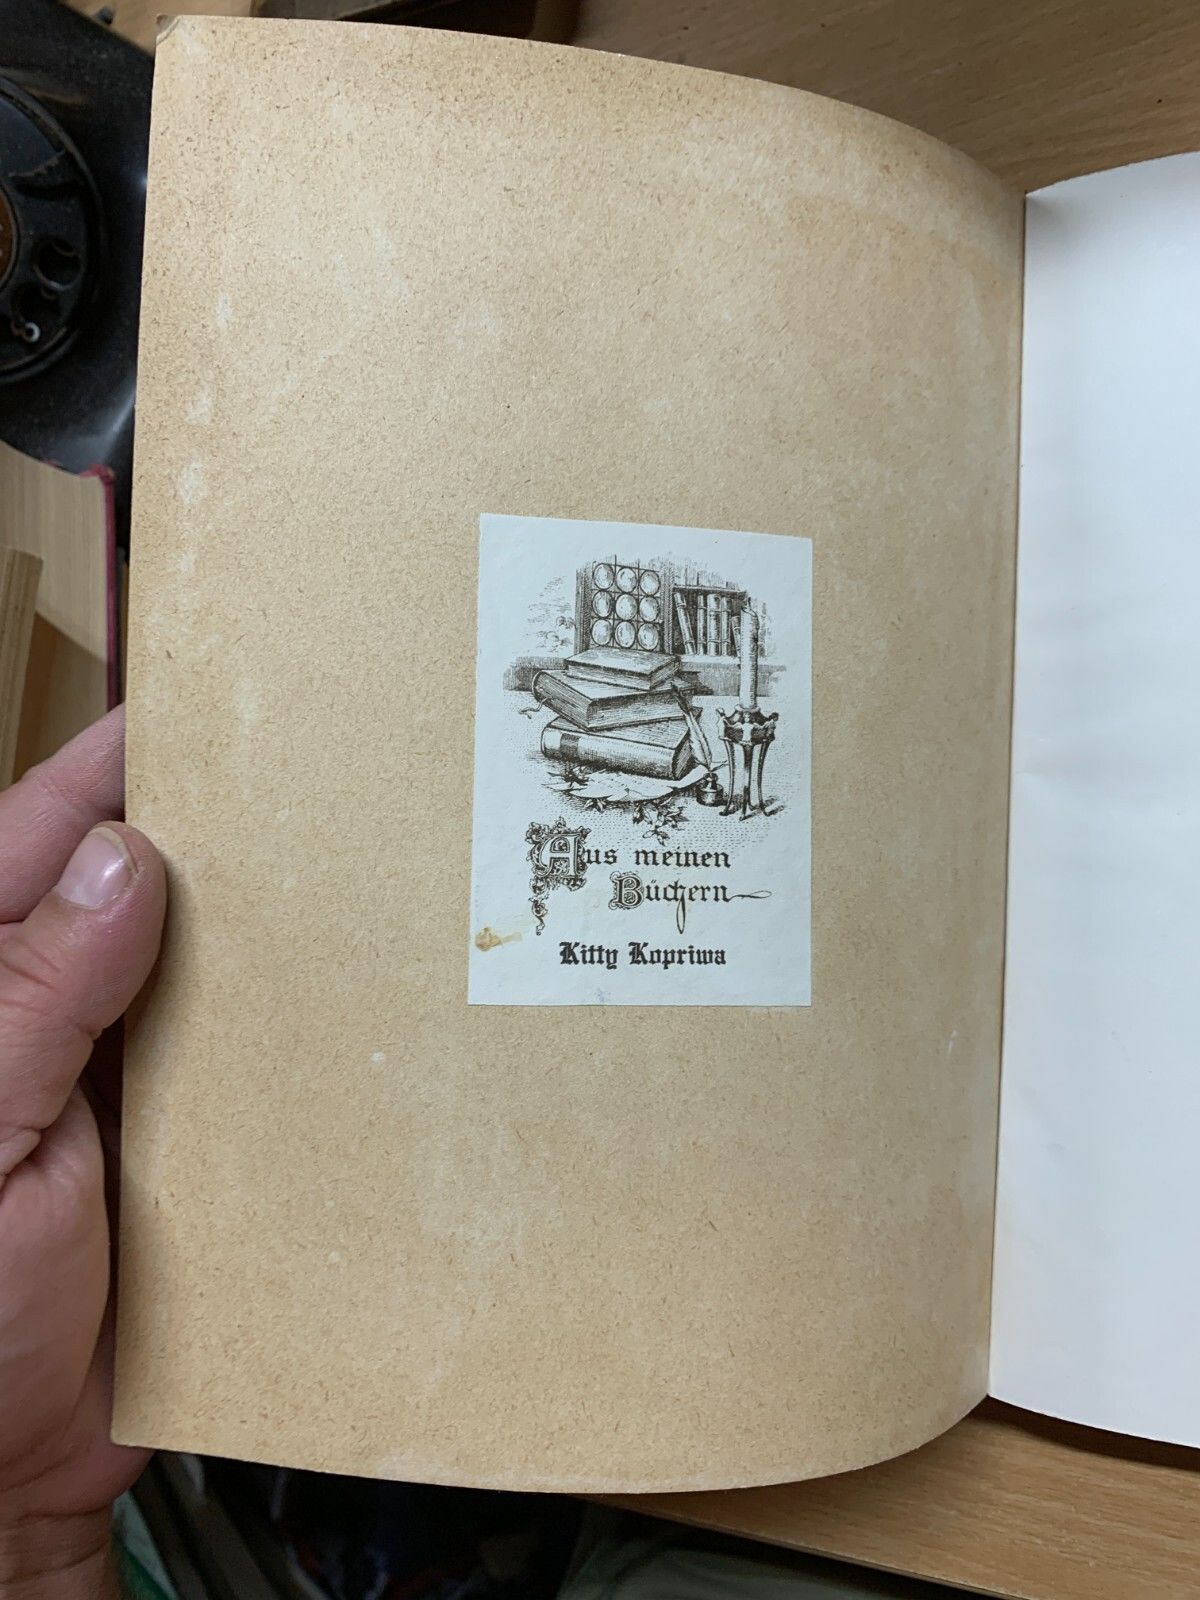 Aus meinen
Büchern
Kitty Kopriwa